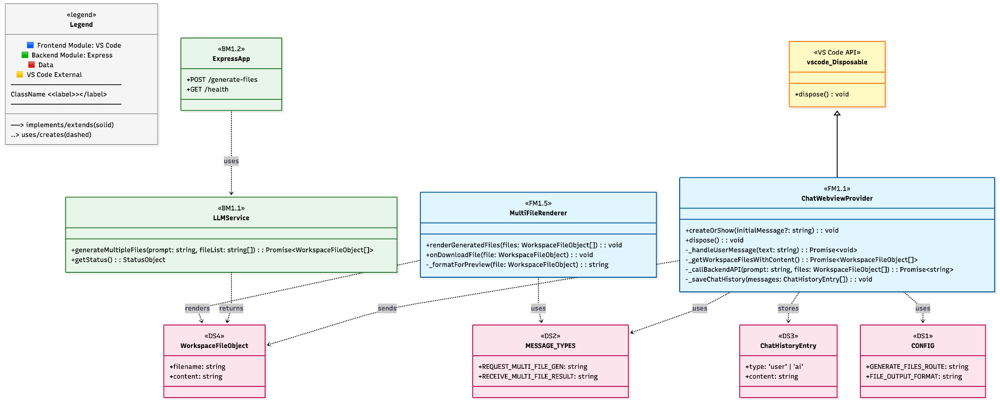 «legend»
Legend
Frontend Module: VS Code
Backend Module: Express
Data
VS Code External
ClassName <<label>></label>
──> implements/extends(solid)
..> uses/creates(dashed)
«BM1.2»
ExpressApp
+POST /generate-files
+GET /health
«VS Code API»
vscode_Disposable
+dispose() : void
uses
«BM1.1»
LLMService
+generateMultipleFiles(prompt: string, fileList: string[]) : : Promise<WorkspaceFileObject[]>
+getStatus() : : StatusObject
«FM1.5»
MultiFileRenderer
+renderGeneratedFiles(files: WorkspaceFileObject[]) : : void
+onDownloadFile(file: WorkspaceFileObject) : : void
-_formatForPreview(file: WorkspaceFileObject) : : string
«FM1.1»
ChatWebviewProvider
+createOrShow(initialMessage?: string) : : void
+dispose() : : void
-_handleUserMessage(text: string) : : Promise<void>
-_getWorkspaceFilesWithContent() : : Promise<WorkspaceFileObject[]>
-_callBackendAPI(prompt: string, files: WorkspaceFileObject[]) : : Promise<string>
-_saveChatHistory(messages: ChatHistoryEntry[]) : : void
renders
returns
sends
uses
uses
stores
uses
«DS4»
WorkspaceFileObject
+filename: string
+content: string
«DS2»
MESSAGE_TYPES
+REQUEST_MULTI_FILE_GEN: string
+RECEIVE_MULTI_FILE_RESULT: string
«DS3»
ChatHistoryEntry
+type: 'user' | 'ai'
+content: string
«DS1»
CONFIG
+GENERATE_FILES_ROUTE: string
+FILE_OUTPUT_FORMAT: string